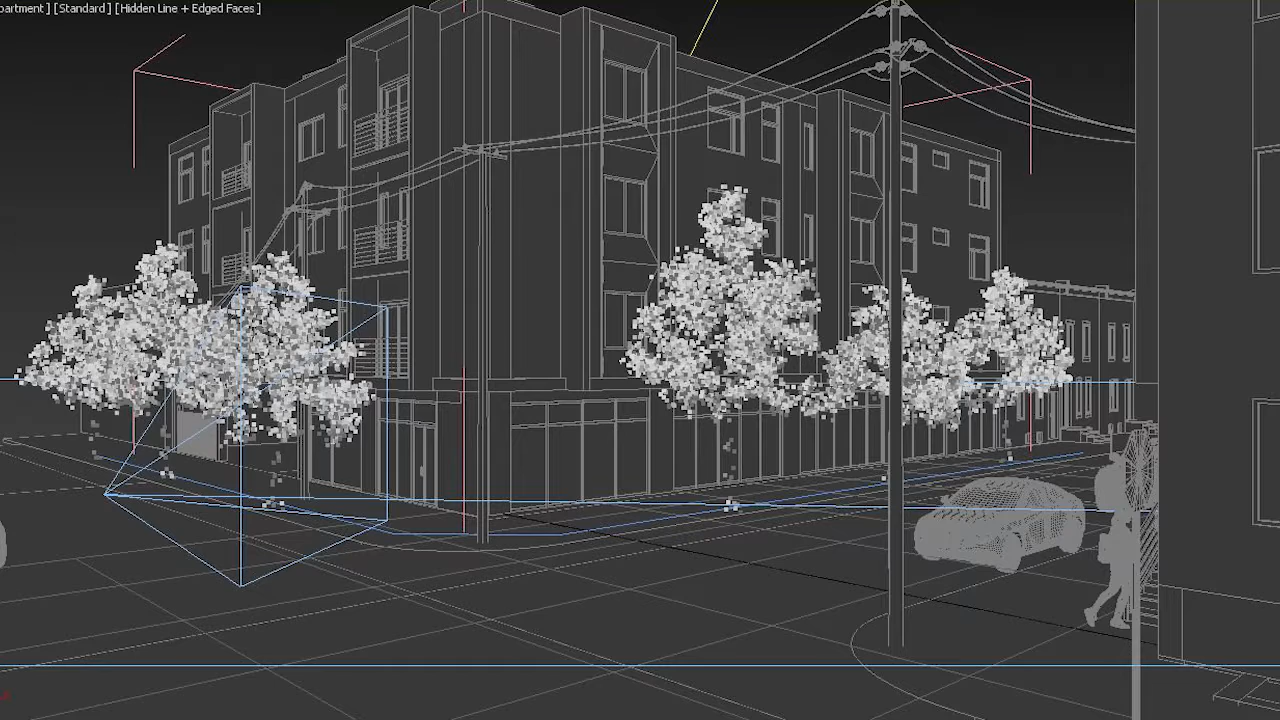 partment ] [Standard ] [Hidden Line + Edged Faces ]